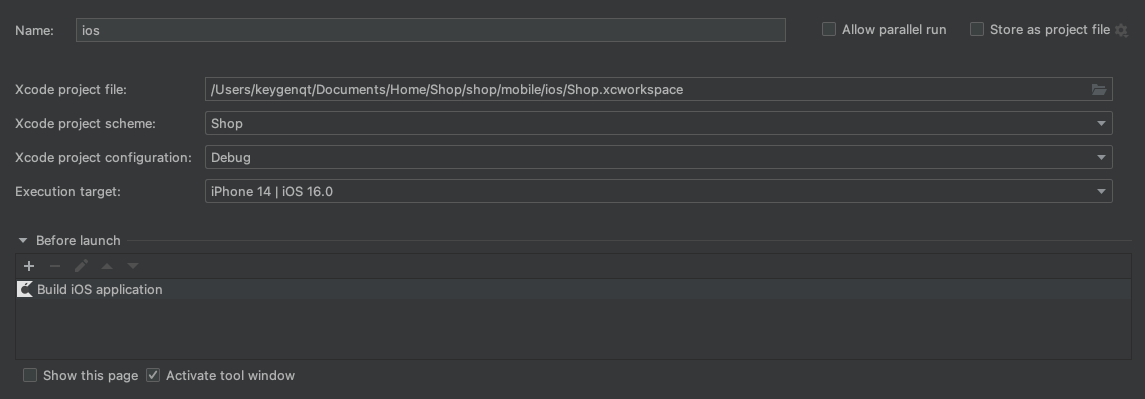 Name: ios Allow parallel run Store as project file
Xcode project file: /Users/keygenqt/Documents/Home/Shop/shop/mobile/ios/Shop.xcworkspace
Xcode project scheme: Shop
Xcode project configuration: Debug
Execution target: iPhone 14 | iOS 16.0
Before launch
Build iOS application
Show this page Activate tool window